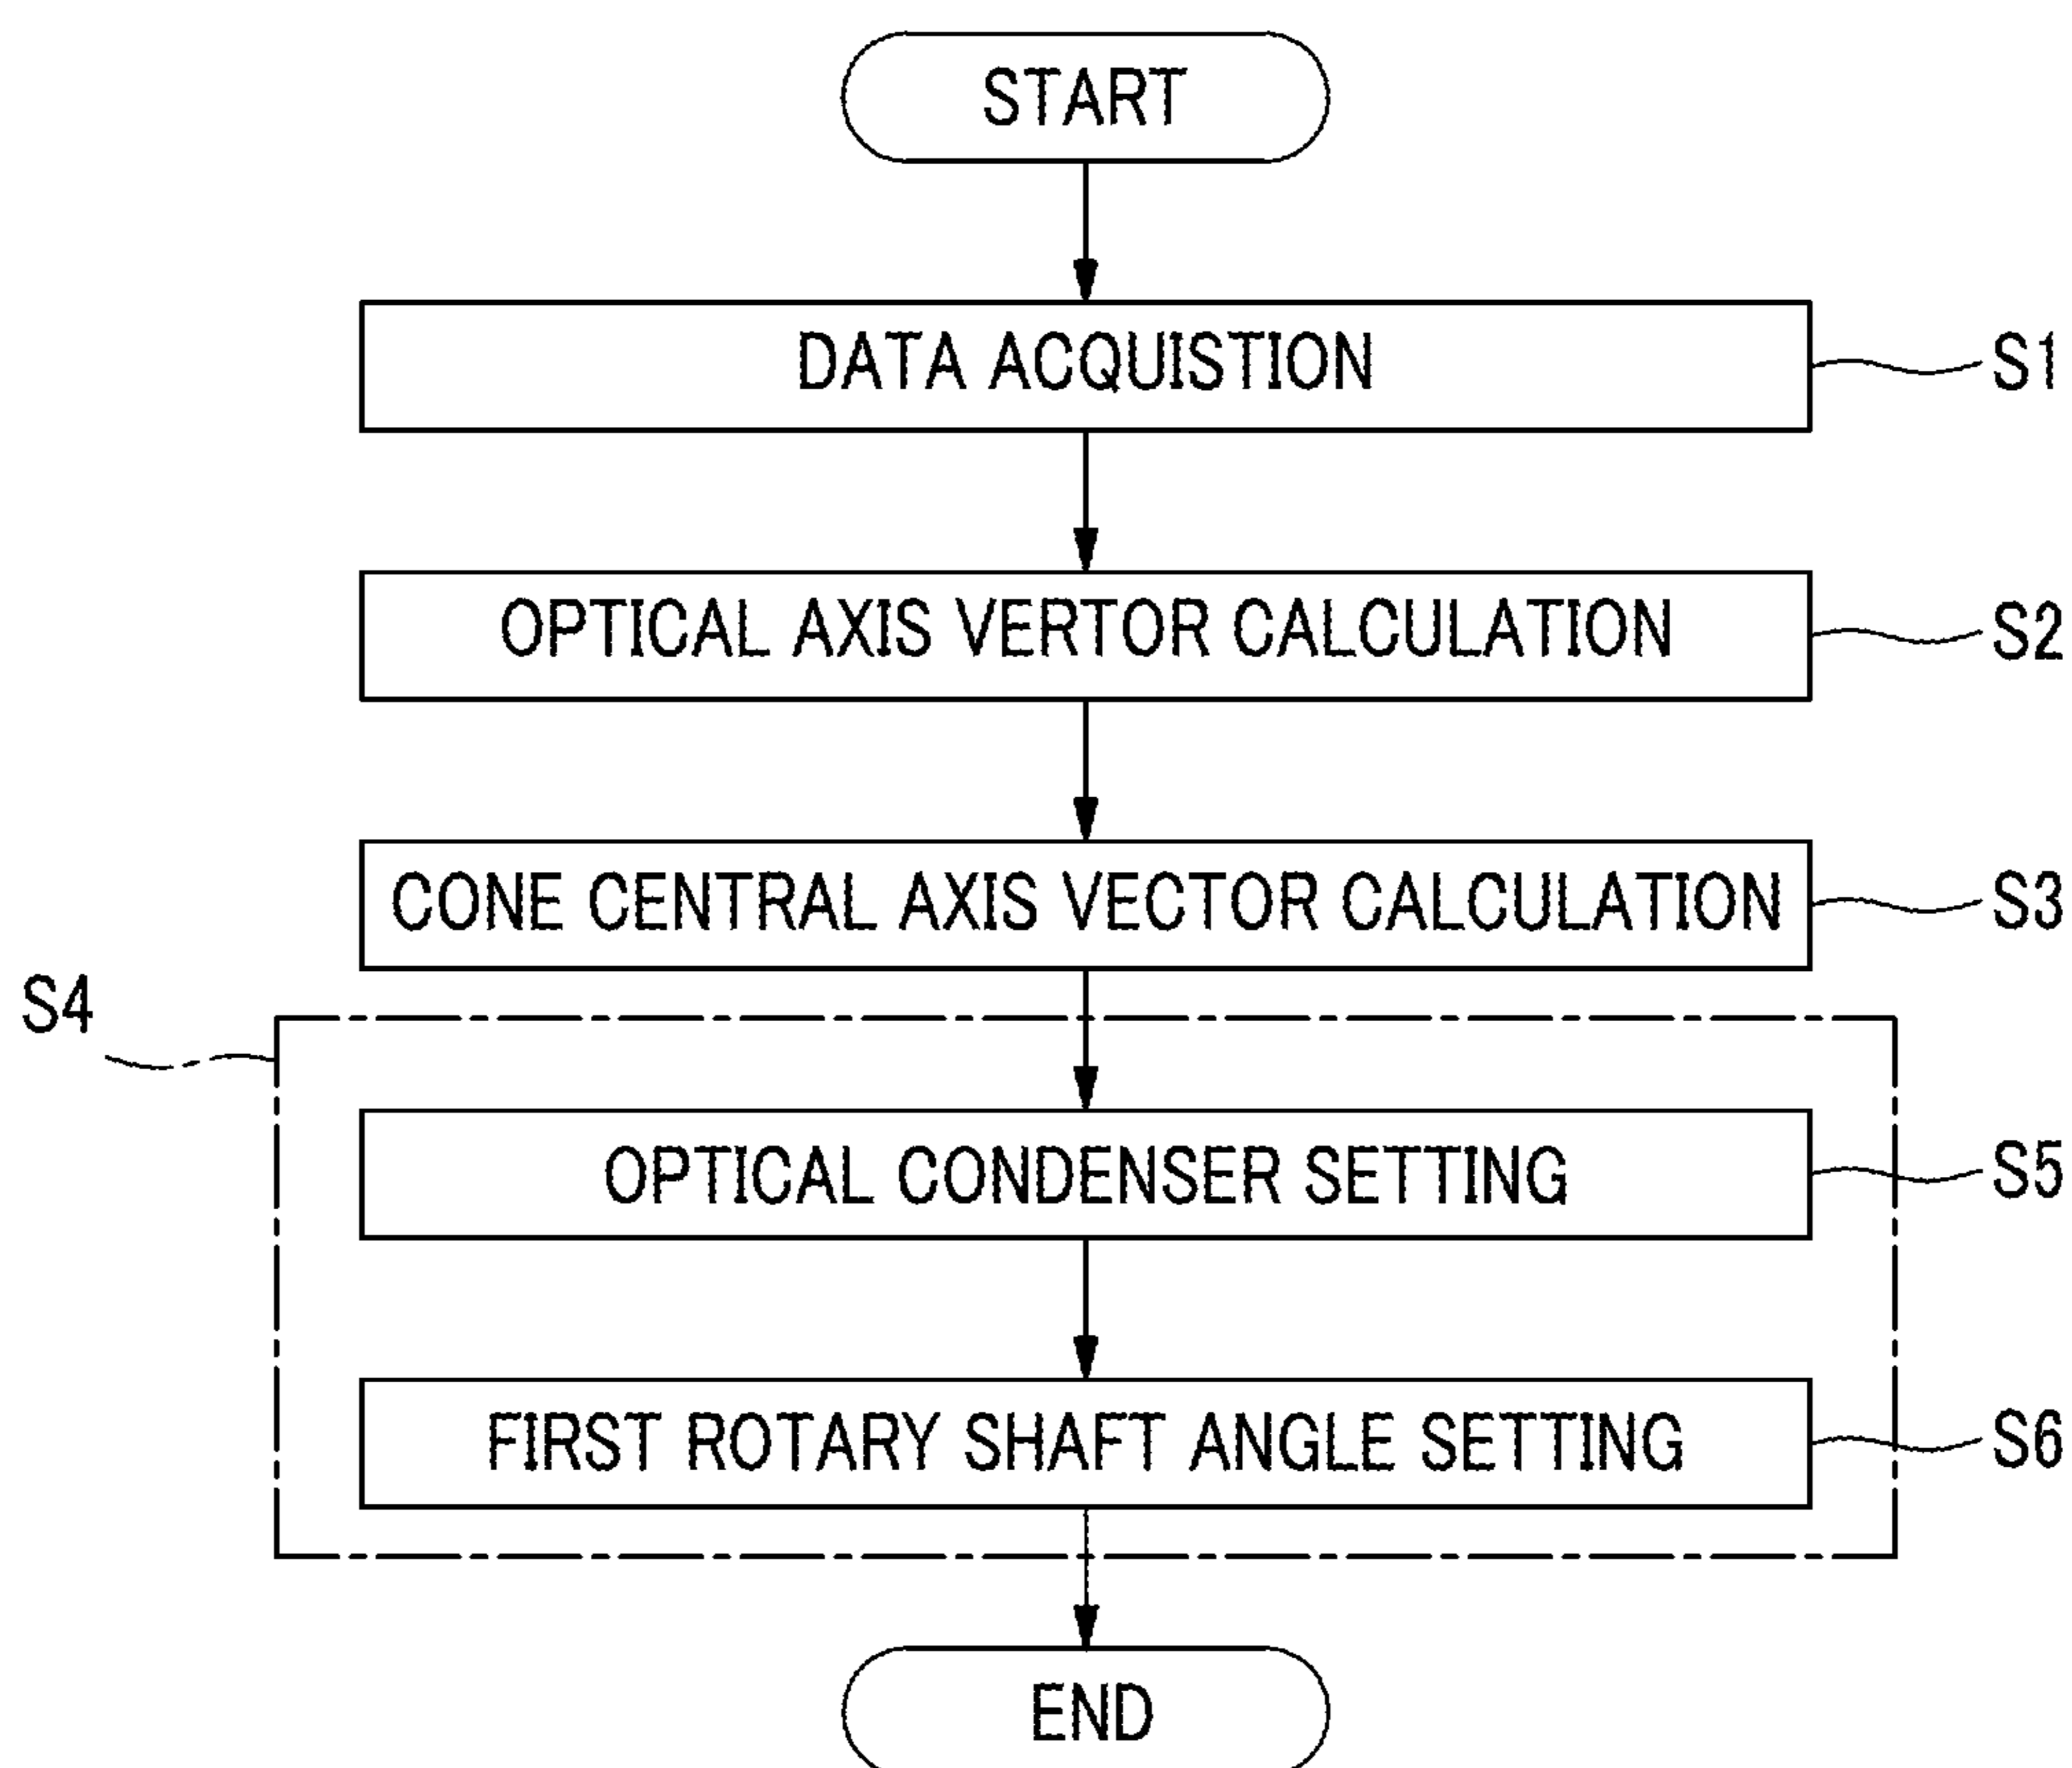 START
DATA ACQUISTION
S1
OPTICAL AXIS VERTOR CALCULATION
S2
CONE CENTRAL AXIS VECTOR CALCULATION
S3
S4
OPTICAL CONDENSER SETTING
S5
FIRST ROTARY SHAFT ANGLE SETTING
S6
END